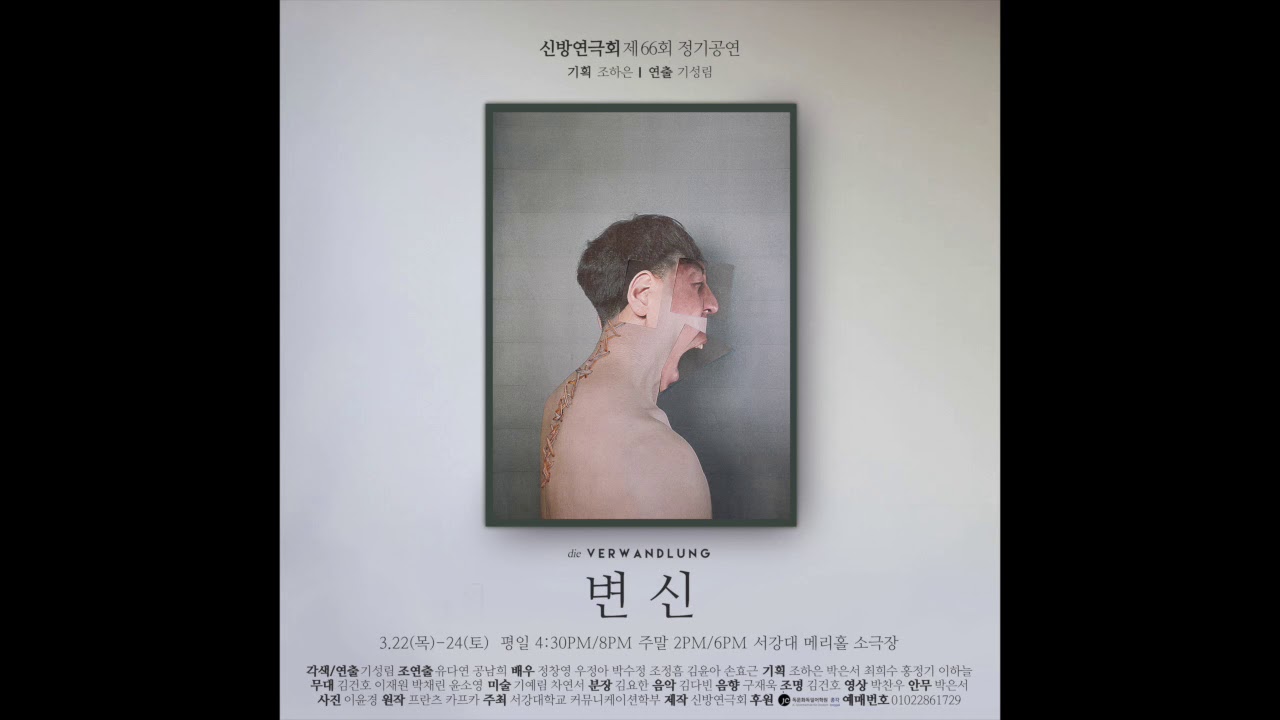 신방연극회 제66회 정기공연
기획 조하은 | 연출 기성림
die VERWANDLUNG
변신
3.22(목)-24(토) 평일 4:30PM/8PM 주말 2PM/6PM 서강대 메리홀 소극장
각색/연출 기성림 조연출 유다연 공남희 배우 정창영 우정아 박수정 조정흠 김윤아 손효근 기획 조하은 박은서 최희수 홍정기 이하늘
무대 김건호 이재원 박채린 윤소영 미술 기예림 차연서 분장 김요한 음악 김다빈 음향 구재욱 조명 김건호 영상 박찬우 안무 박은서
사진 이윤경 원작 프란츠 카프카 주최 서강대학교 커뮤니케이션학부 제작 신방연극회 후원 예매번호 01022861729